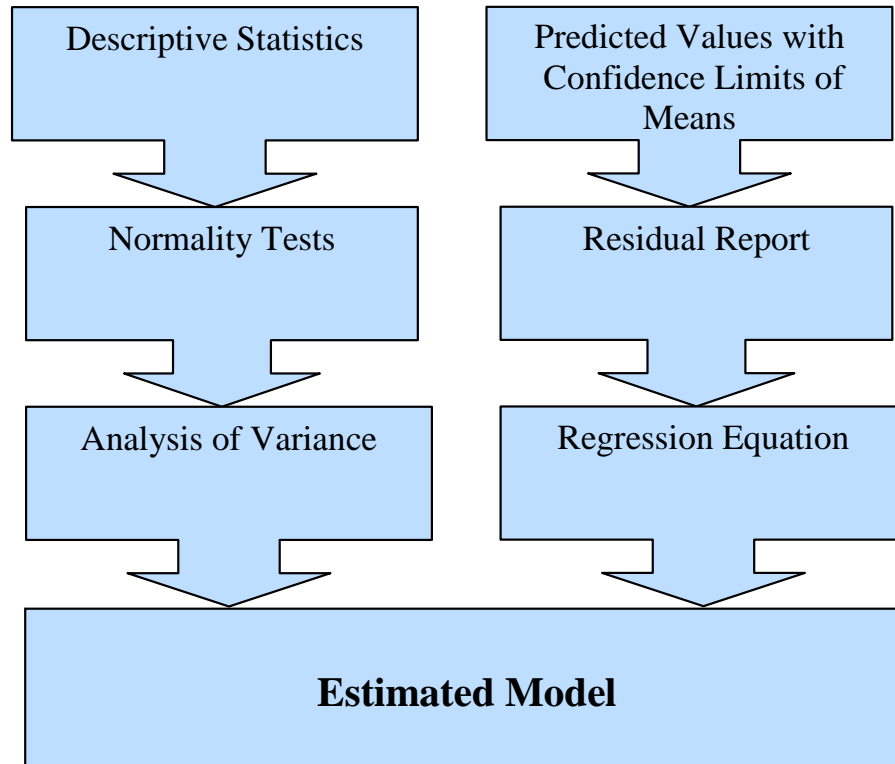 Descriptive Statistics
Predicted Values with
Confidence Limits of
Means
Normality Tests
Residual Report
Analysis of Variance
Regression Equation
Estimated Model